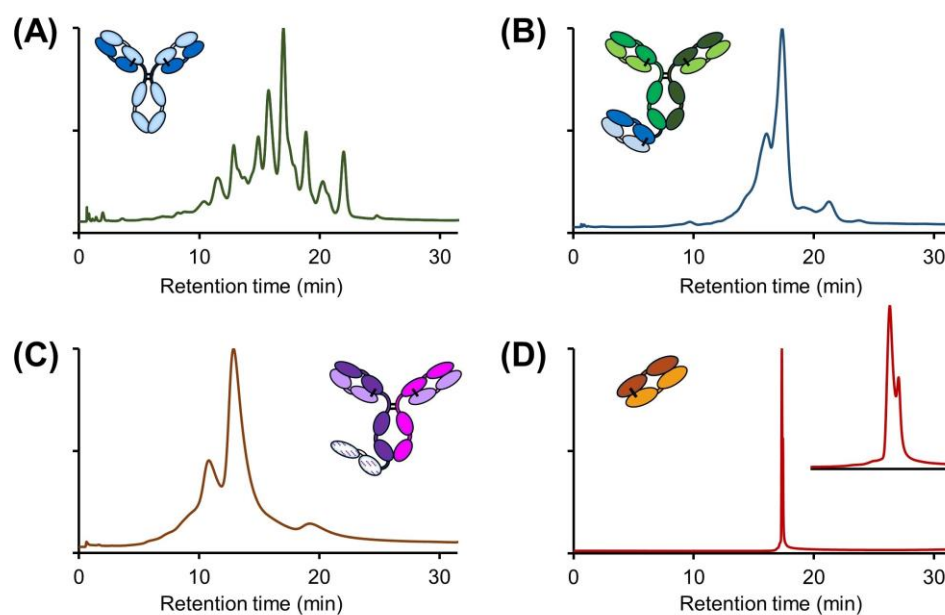 (A)
0 10 20 30
Retention time (min)
(B)
0 10 20 30
Retention time (min)
(C)
0 10 20 30
Retention time (min)
(D)
0 10 20 30
Retention time (min)